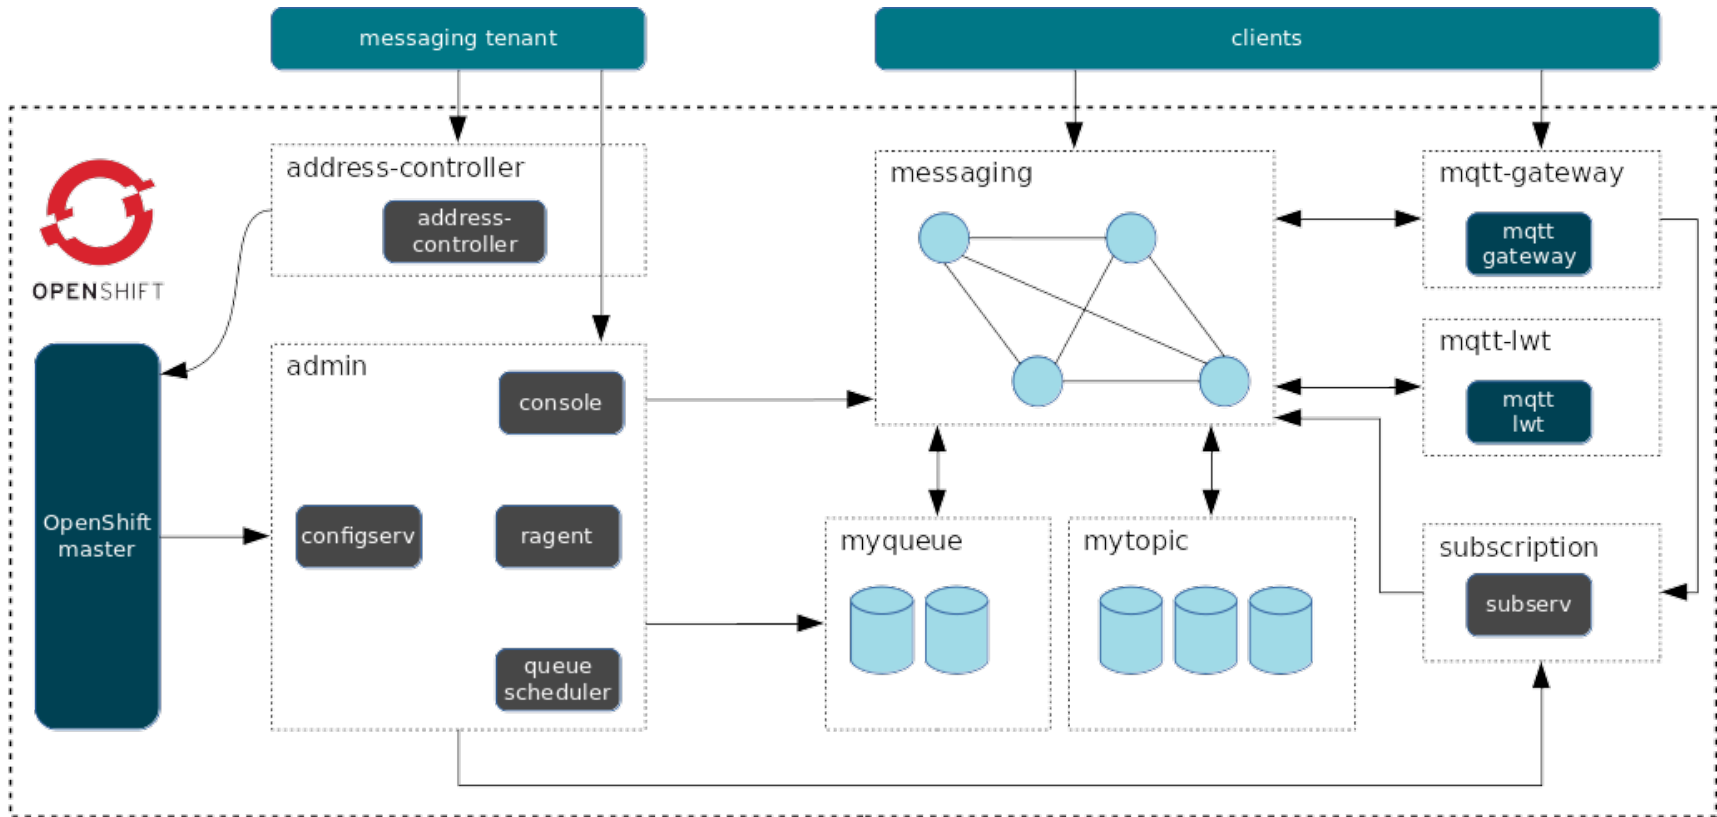 messaging tenant
clients
OPENSHIFT
address-controller
address-
controller
messaging
mqtt-gateway
mqtt
gateway
mqtt-lwt
mqtt
lwt
OpenShift
master
admin
console
configserv
ragent
queue
scheduler
myqueue
mytopic
subscription
subserv